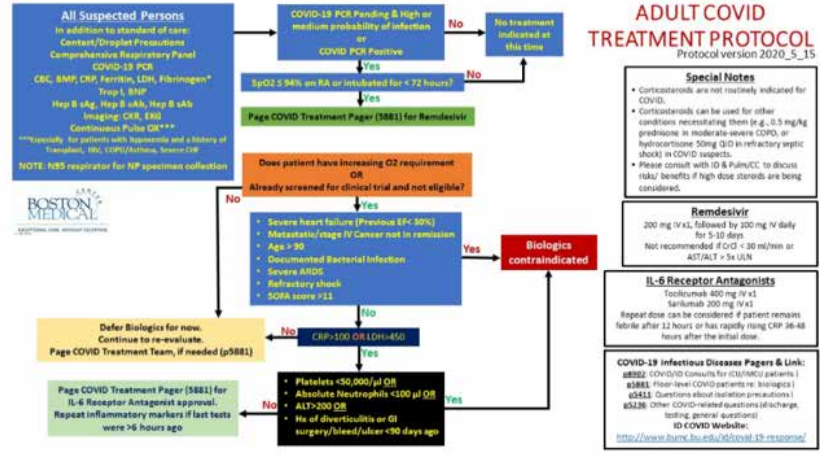 All Suspected Persons
In addition to standard of care:
Contact/Droplet Precautions
Comprehensive Respiratory Panel
COVID-19 PCR
CBC, BMP, CRP, Ferritin, LDH, Fibrinogen*
Trop I, BNP
Hep B sAg, Hep B cAb, Hep B sAb
Imaging: CXR, EKG
Continuous Pulse OX***
***Especially for patients with hypoxemia and a history of
Transplant, HIV, COPD/Asthma, Severe CHF
NOTE: N95 respirator for NP specimen collection
COVID-19 PCR Pending & High or
medium probability of infection
or
COVID PCR Positive
No
No treatment
indicated at
this time
Yes
SpO2 ≤ 94% on RA or intubated for < 72 hours?
No
Yes
Page COVID Treatment Pager (5881) for Remdesivir
BOSTON
MEDICAL
CENTER
EXCEPTIONAL CARE. WITHOUT EXCEPTION.
Does patient have increasing O2 requirement
OR
Already screened for clinical trial and not eligible?
No
Yes
• Severe heart failure (Previous EF< 30%)
• Metastatic/stage IV Cancer not in remission
• Age > 90
• Documented Bacterial Infection
• Severe ARDS
• Refractory shock
• SOFA score >11
Yes
Biologics
contraindicated
No
CRP>100 OR LDH>450
No
Defer Biologics for now.
Continue to re-evaluate.
Page COVID Treatment Team, if needed (p5881)
Yes
• Platelets <50,000/µl OR
• Absolute Neutrophils <100 µl OR
• ALT>200 OR
• Hx of diverticulitis or GI
surgery/bleed/ulcer <90 days ago
Yes
No
Page COVID Treatment Pager (5881) for
IL-6 Receptor Antagonist approval.
Repeat inflammatory markers if last tests
were >6 hours ago
ADULT COVID
TREATMENT PROTOCOL
Protocol version 2020_5_15
Special Notes
• Corticosteroids are not routinely indicated for
COVID.
• Corticosteroids can be used for other
conditions necessitating them (e.g., 0.5 mg/kg
prednisone in moderate-severe COPD, or
hydrocortisone 50mg Q6D in refractory septic
shock) in COVID suspects.
• Please consult with ID & Pulm/CC to discuss
risks/ benefits if high dose steroids are being
considered.
Remdesivir
200 mg IV x1, followed by 100 mg IV daily
for 5-10 days
Not recommended if CrCl < 30 ml/min or
AST/ALT > 5x ULN
IL-6 Receptor Antagonists
Tocilizumab 400 mg IV x1
Sarilumab 200 mg IV x1
Repeat dose can be considered if patient remains
febrile after 12 hours or has rapidly rising CRP 36-48
hours after the initial dose.
COVID-19 Infectious Diseases Pagers & Link:
p8902: COVID/ID Consults for ICU/IMCU patients |
p5881: Floor-level COVID patients re: biologics |
p5411: Questions about isolation precautions |
p5236: Other COVID-related questions (discharge,
testing, general questions)
ID COVID Website:
http://www.bumc.bu.edu/id/covid-19-response/